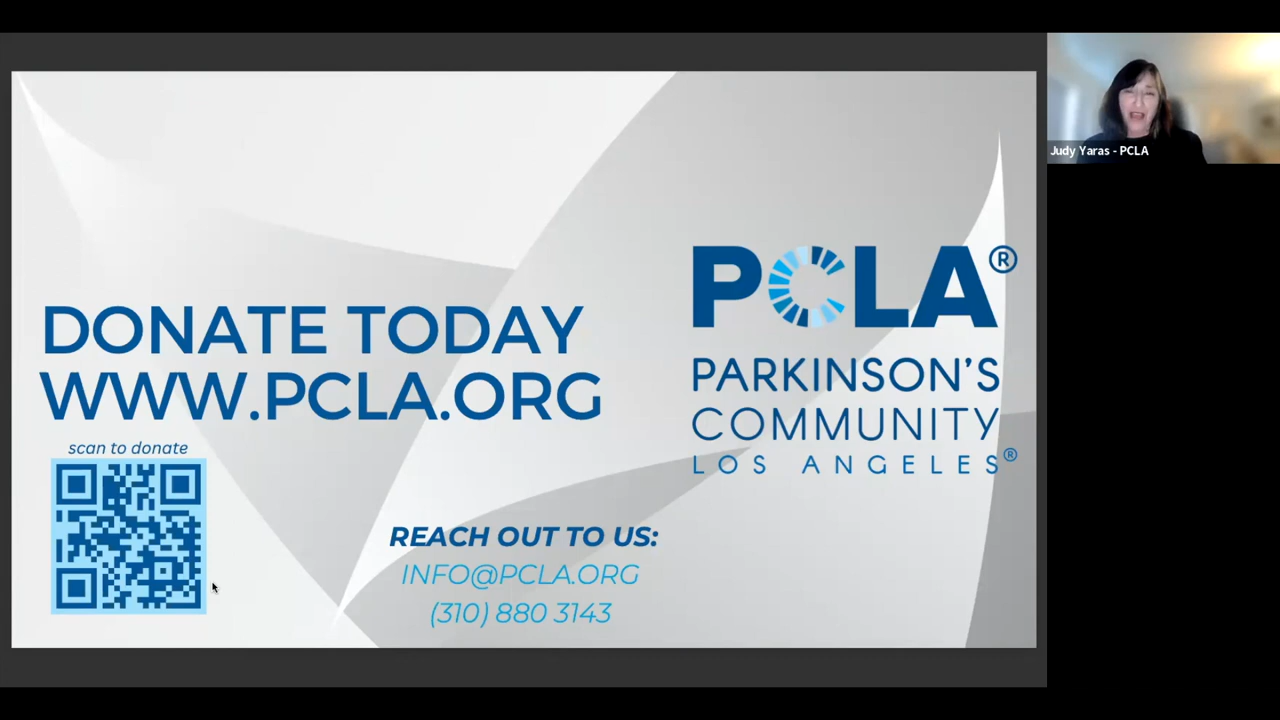 DONATE TODAY
WWW.PCLA.ORG
scan to donate
REACH OUT TO US:
INFO@PCLA.ORG
(310) 880 3143
PCLA®
PARKINSON'S
COMMUNITY
LOS ANGELES®
Judy Yaras - PCLA